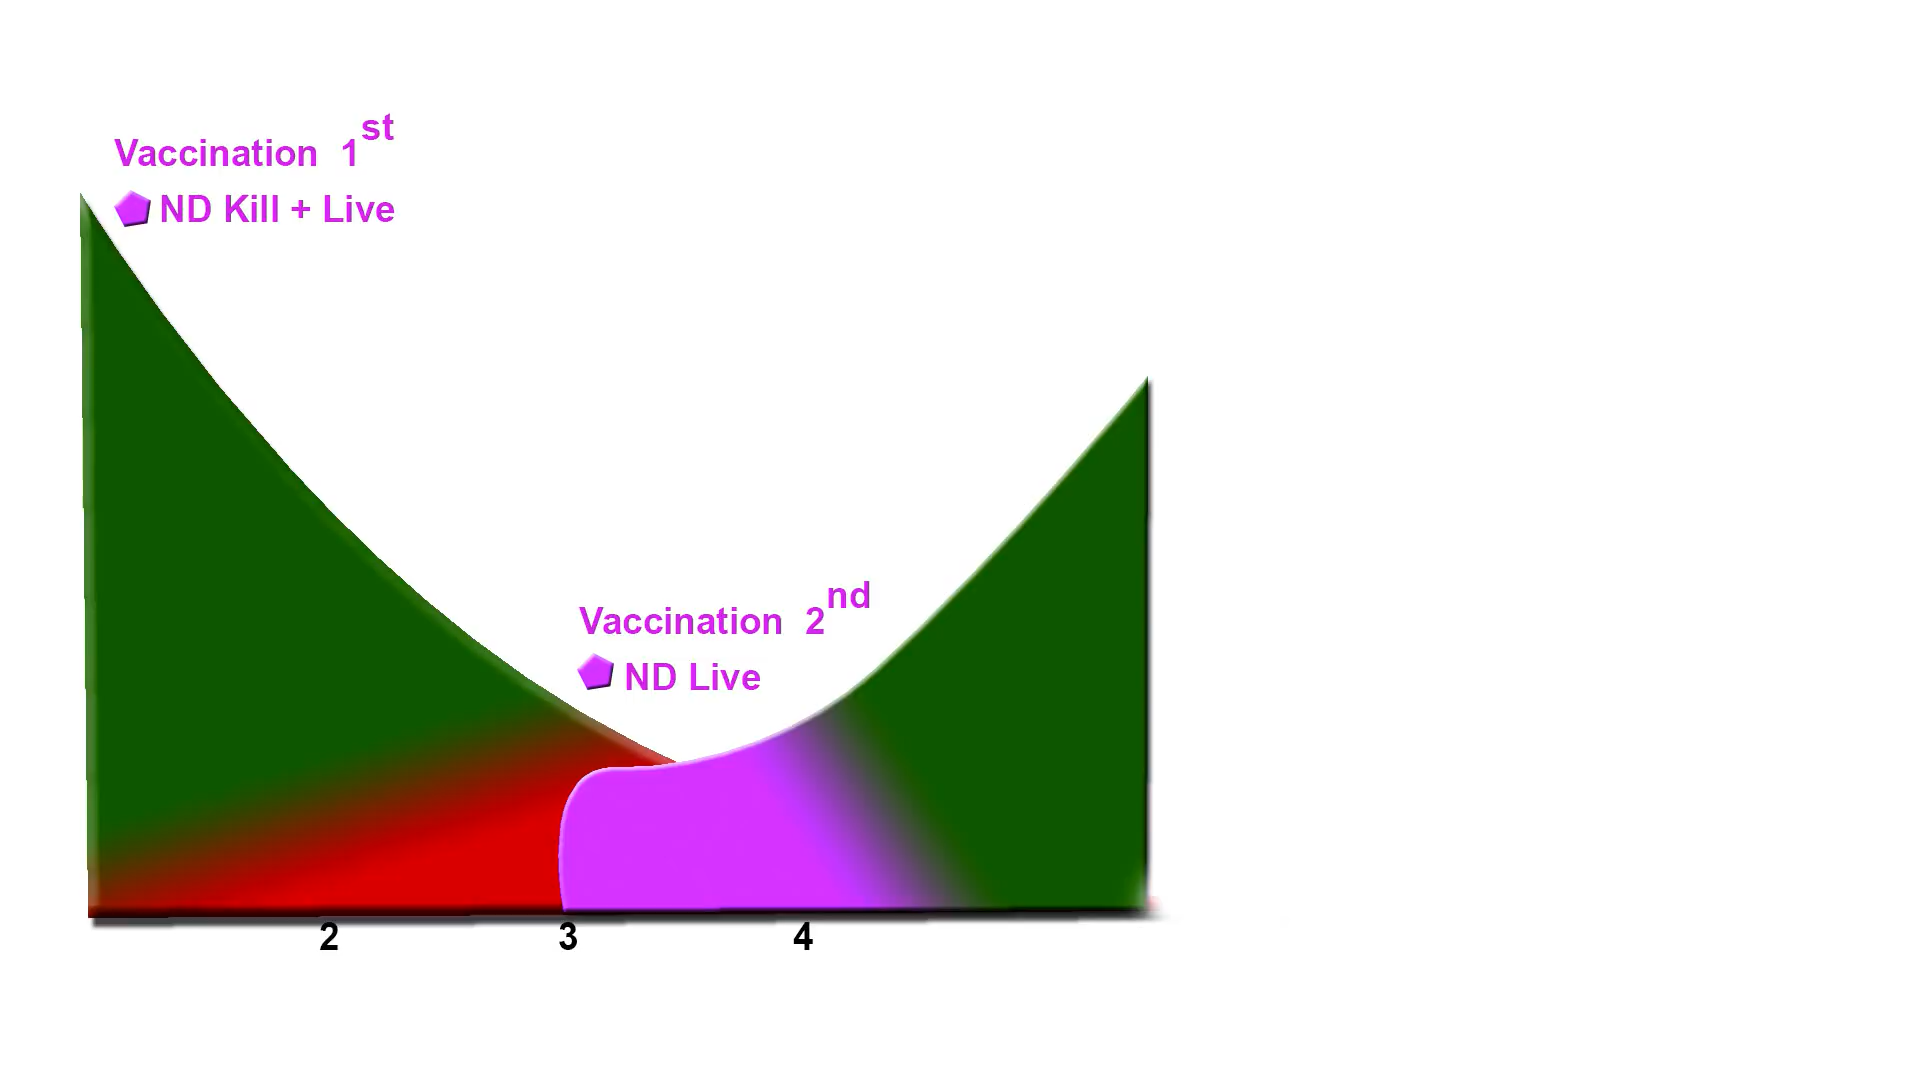 Vaccination 1st
ND Kill + Live
Vaccination 2nd
ND Live
2 3 4